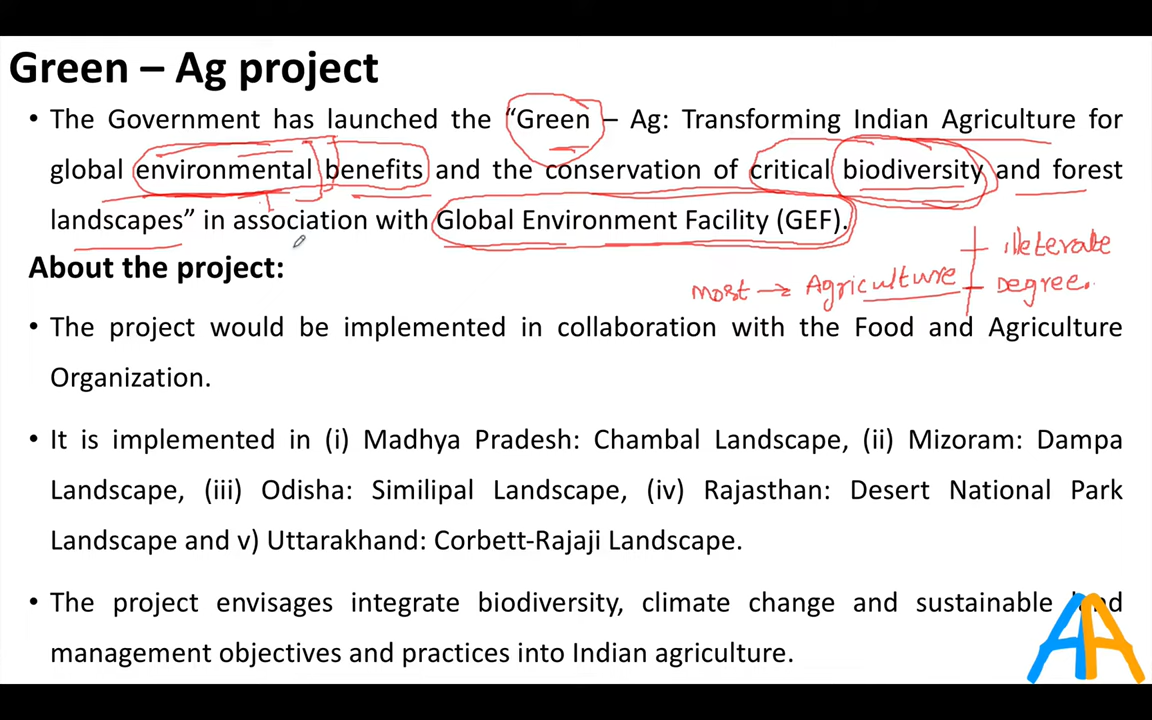 Green – Ag project
• The Government has launched the “Green – Ag: Transforming Indian Agriculture for
global environmental benefits and the conservation of critical biodiversity and forest
landscapes” in association with Global Environment Facility (GEF).
illeterate
About the project:
most → Agriculture
Degree.
• The project would be implemented in collaboration with the Food and Agriculture
Organization.
• It is implemented in (i) Madhya Pradesh: Chambal Landscape, (ii) Mizoram: Dampa
Landscape, (iii) Odisha: Similipal Landscape, (iv) Rajasthan: Desert National Park
Landscape and v) Uttarakhand: Corbett-Rajaji Landscape.
• The project envisages integrate biodiversity, climate change and sustainable land
management objectives and practices into Indian agriculture.
AA